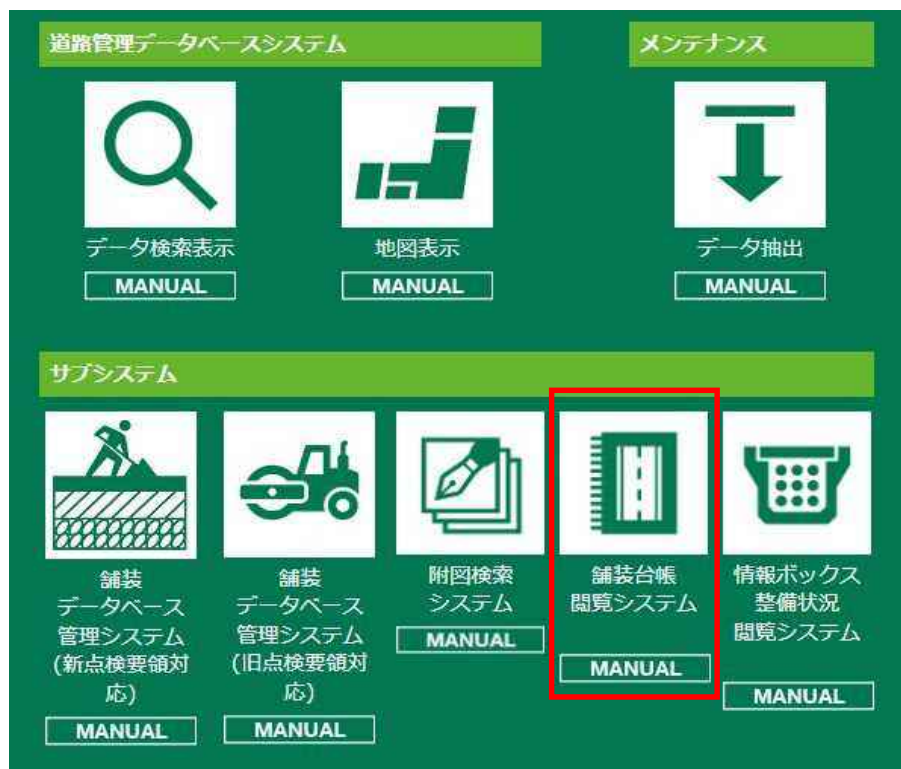 道路管理データベースシステム
メンテナンス
データ検索表示
地図表示
データ抽出
MANUAL
MANUAL
MANUAL
サブシステム
舗装
データベース
管理システム
(新点検要領対
応)
MANUAL
舗装
データベース
管理システム
(旧点検要領対
応)
MANUAL
附図検索
システム
MANUAL
舗装台帳
閲覧システム
MANUAL
情報ボックス
整備状況
閲覧システム
MANUAL